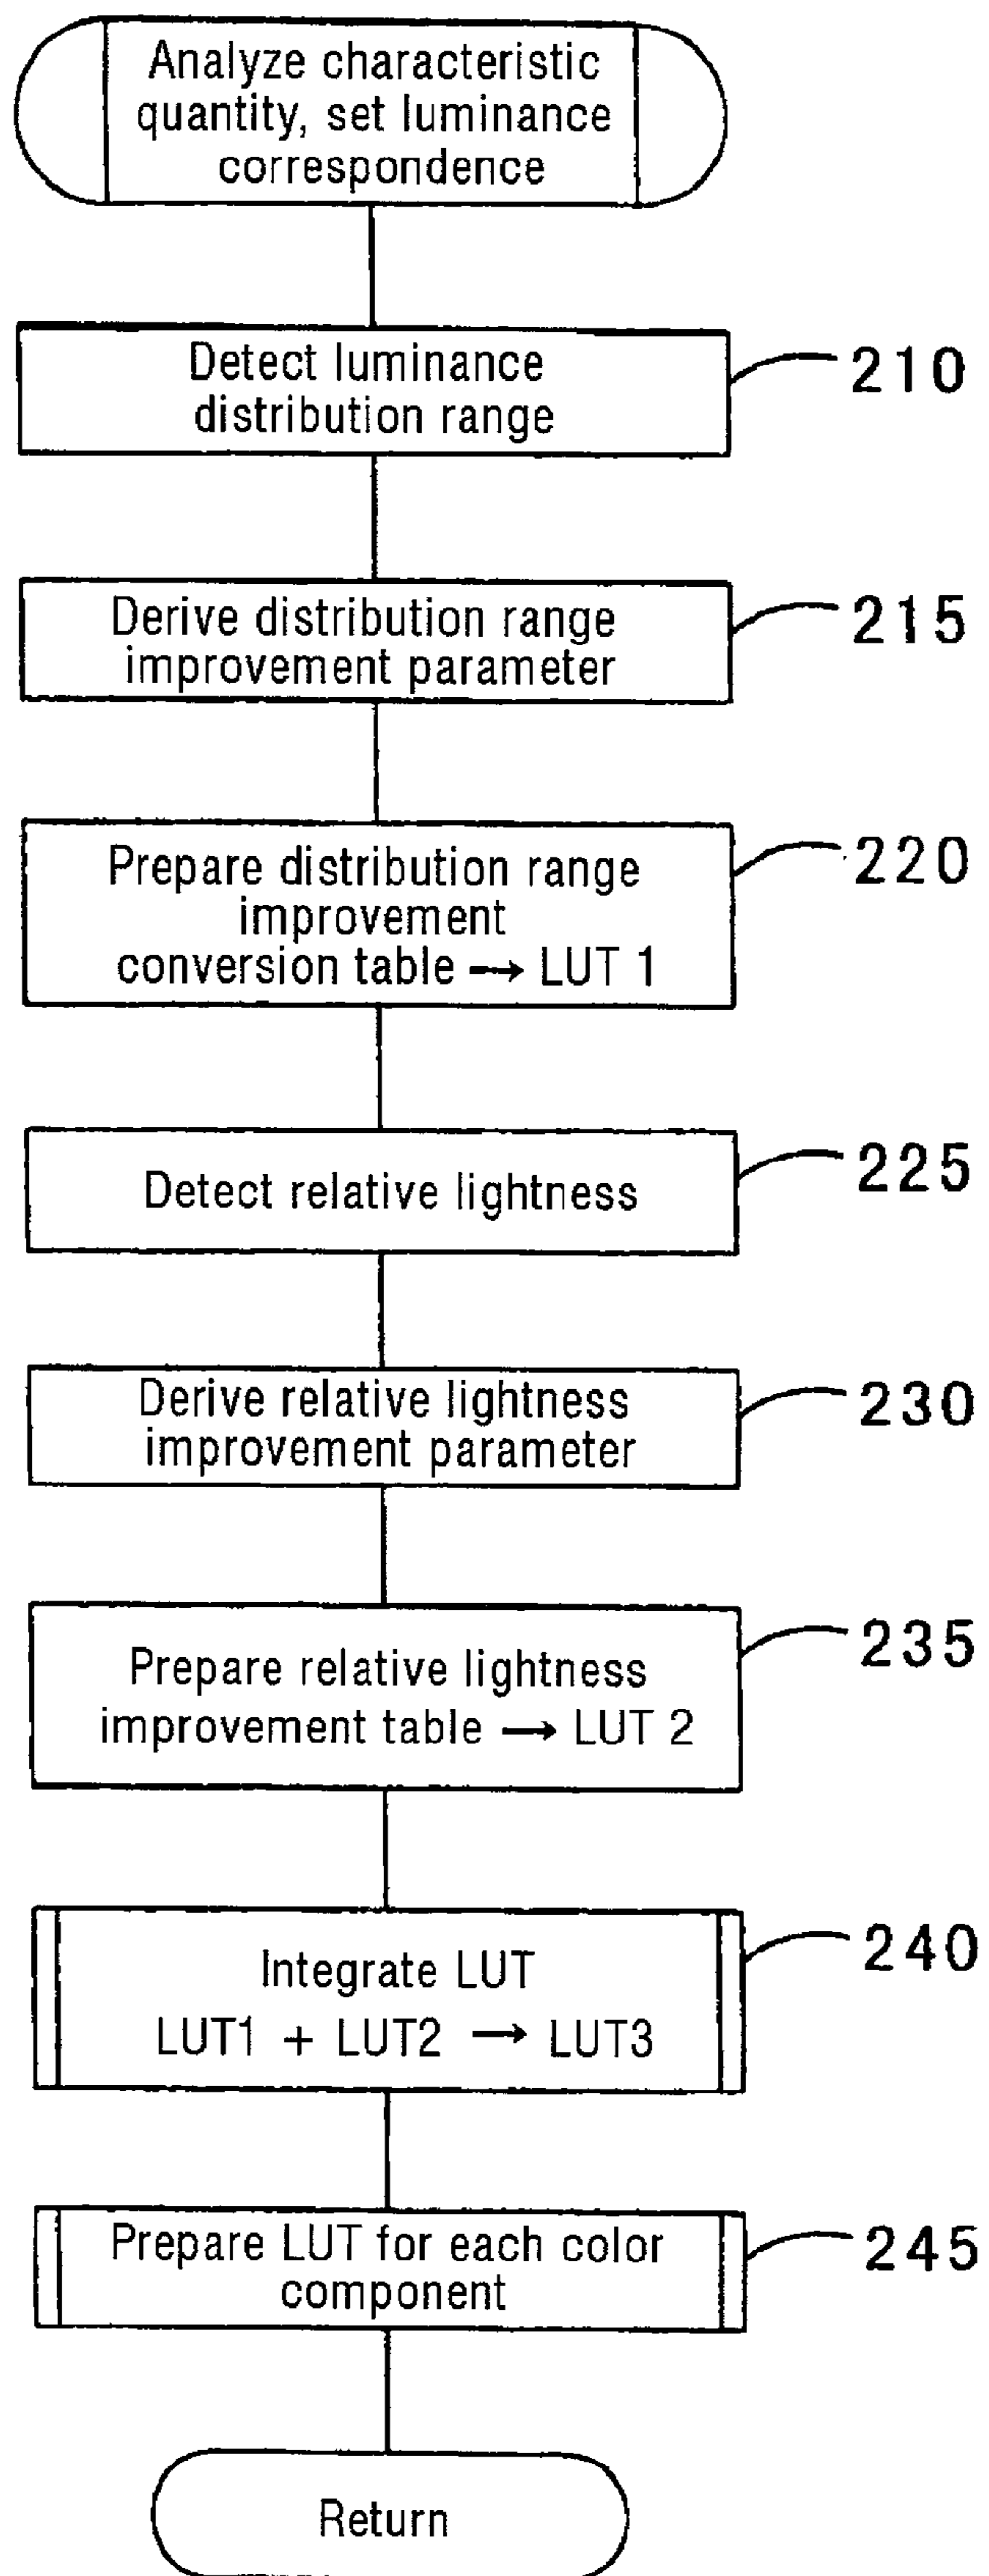 Analyze characteristic
quantity, set luminance
correspondence
Detect luminance
distribution range
210
Derive distribution range
improvement parameter
215
Prepare distribution range
improvement
conversion table → LUT 1
220
Detect relative lightness
225
Derive relative lightness
improvement parameter
230
Prepare relative lightness
improvement table → LUT 2
235
Integrate LUT
LUT1 + LUT2 → LUT3
240
Prepare LUT for each color
component
245
Return